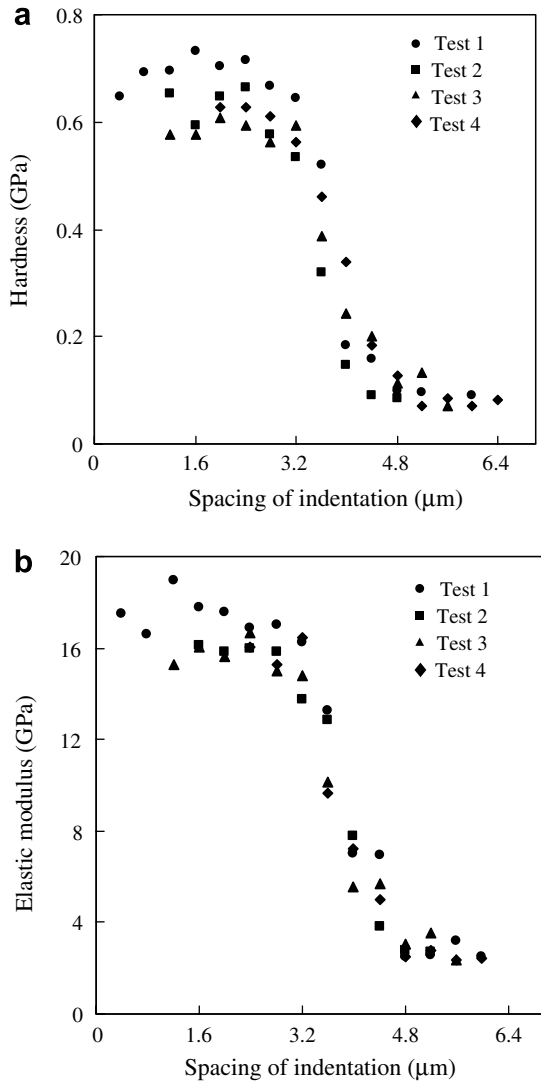 a
0.8
0.6
0.4
0.2
0
Hardness (GPa)
Test 1
Test 2
Test 3
Test 4
0 1.6 3.2 4.8 6.4
Spacing of indentation (μm)
b
20
16
12
8
4
0
Elastic modulus (GPa)
Test 1
Test 2
Test 3
Test 4
0 1.6 3.2 4.8 6.4
Spacing of indentation (μm)